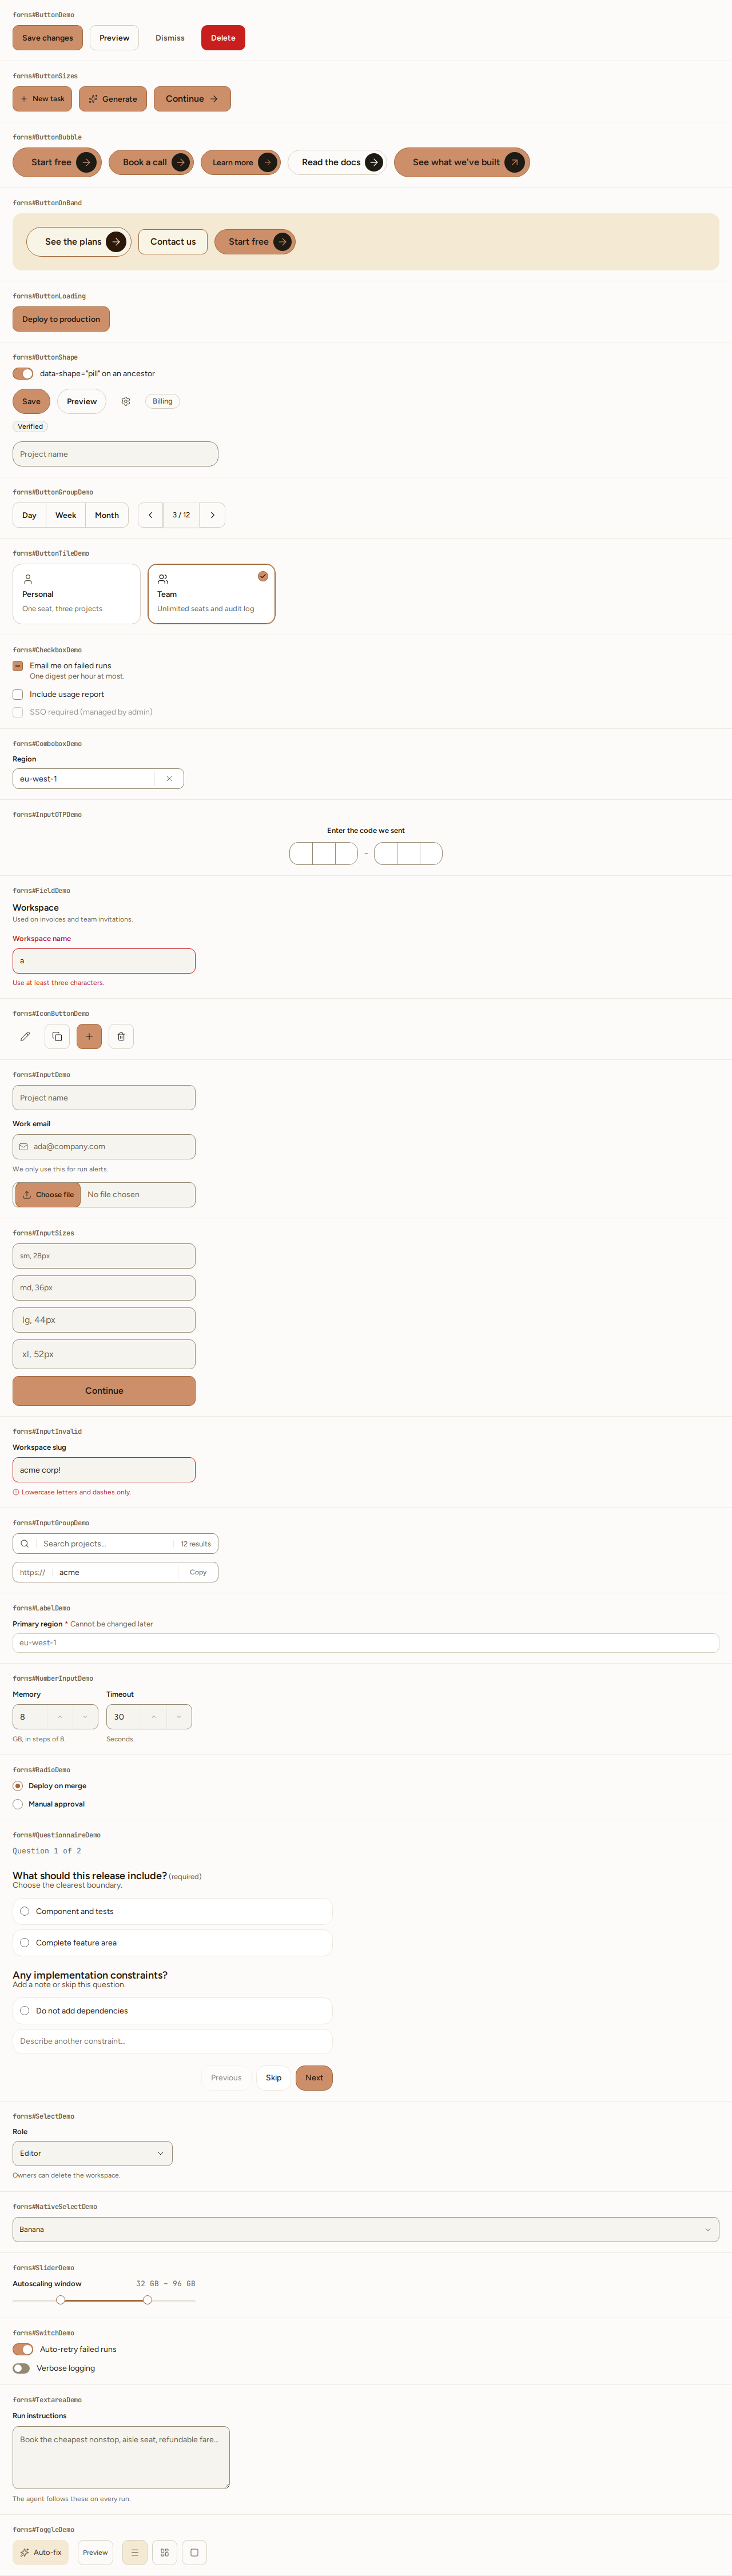 forms#ButtonDemo
Save changes Preview Dismiss Delete
forms#ButtonSizes
New task Generate Continue
forms#ButtonBubble
Start free Book a call Learn more Read the docs See what we've built
forms#ButtonOnBand
See the plans Contact us Start free
forms#ButtonLoading
Deploy to production
forms#ButtonShape
data-shape="pill" on an ancestor
Save Preview Billing
Verified
Project name
forms#ButtonGroupDemo
Day Week Month 3 / 12
forms#ButtonTileDemo
Personal
One seat, three projects
Team
Unlimited seats and audit log
forms#CheckboxDemo
Email me on failed runs
One digest per hour at most.
Include usage report
SSO required (managed by admin)
forms#ComboboxDemo
Region
eu-west-1
forms#InputOTPDemo
Enter the code we sent
-
forms#FieldDemo
Workspace
Used on invoices and team invitations.
Workspace name
a
Use at least three characters.
forms#IconButtonDemo
forms#InputDemo
Project name
Work email
ada@company.com
We only use this for run alerts.
Choose file No file chosen
forms#InputSizes
sm, 28px
md, 36px
lg, 44px
xl, 52px
Continue
forms#InputInvalid
Workspace slug
acme corp!
Lowercase letters and dashes only.
forms#InputGroupDemo
Search projects... 12 results
https:// acme Copy
forms#LabelDemo
Primary region * Cannot be changed later
eu-west-1
forms#NumberInputDemo
Memory Timeout
8 30
GB, in steps of 8. Seconds.
forms#RadioDemo
Deploy on merge
Manual approval
forms#QuestionnaireDemo
Question 1 of 2
What should this release include? (required)
Choose the clearest boundary.
Component and tests
Complete feature area
Any implementation constraints?
Add a note or skip this question.
Do not add dependencies
Describe another constraint...
Previous Skip Next
forms#SelectDemo
Role
Editor
Owners can delete the workspace.
forms#NativeSelectDemo
Banana
forms#SliderDemo
Autoscaling window 32 GB – 96 GB
forms#SwitchDemo
Auto-retry failed runs
Verbose logging
forms#TextareaDemo
Run instructions
Book the cheapest nonstop, aisle seat, refundable fare...
The agent follows these on every run.
forms#ToggleDemo
Auto-fix Preview